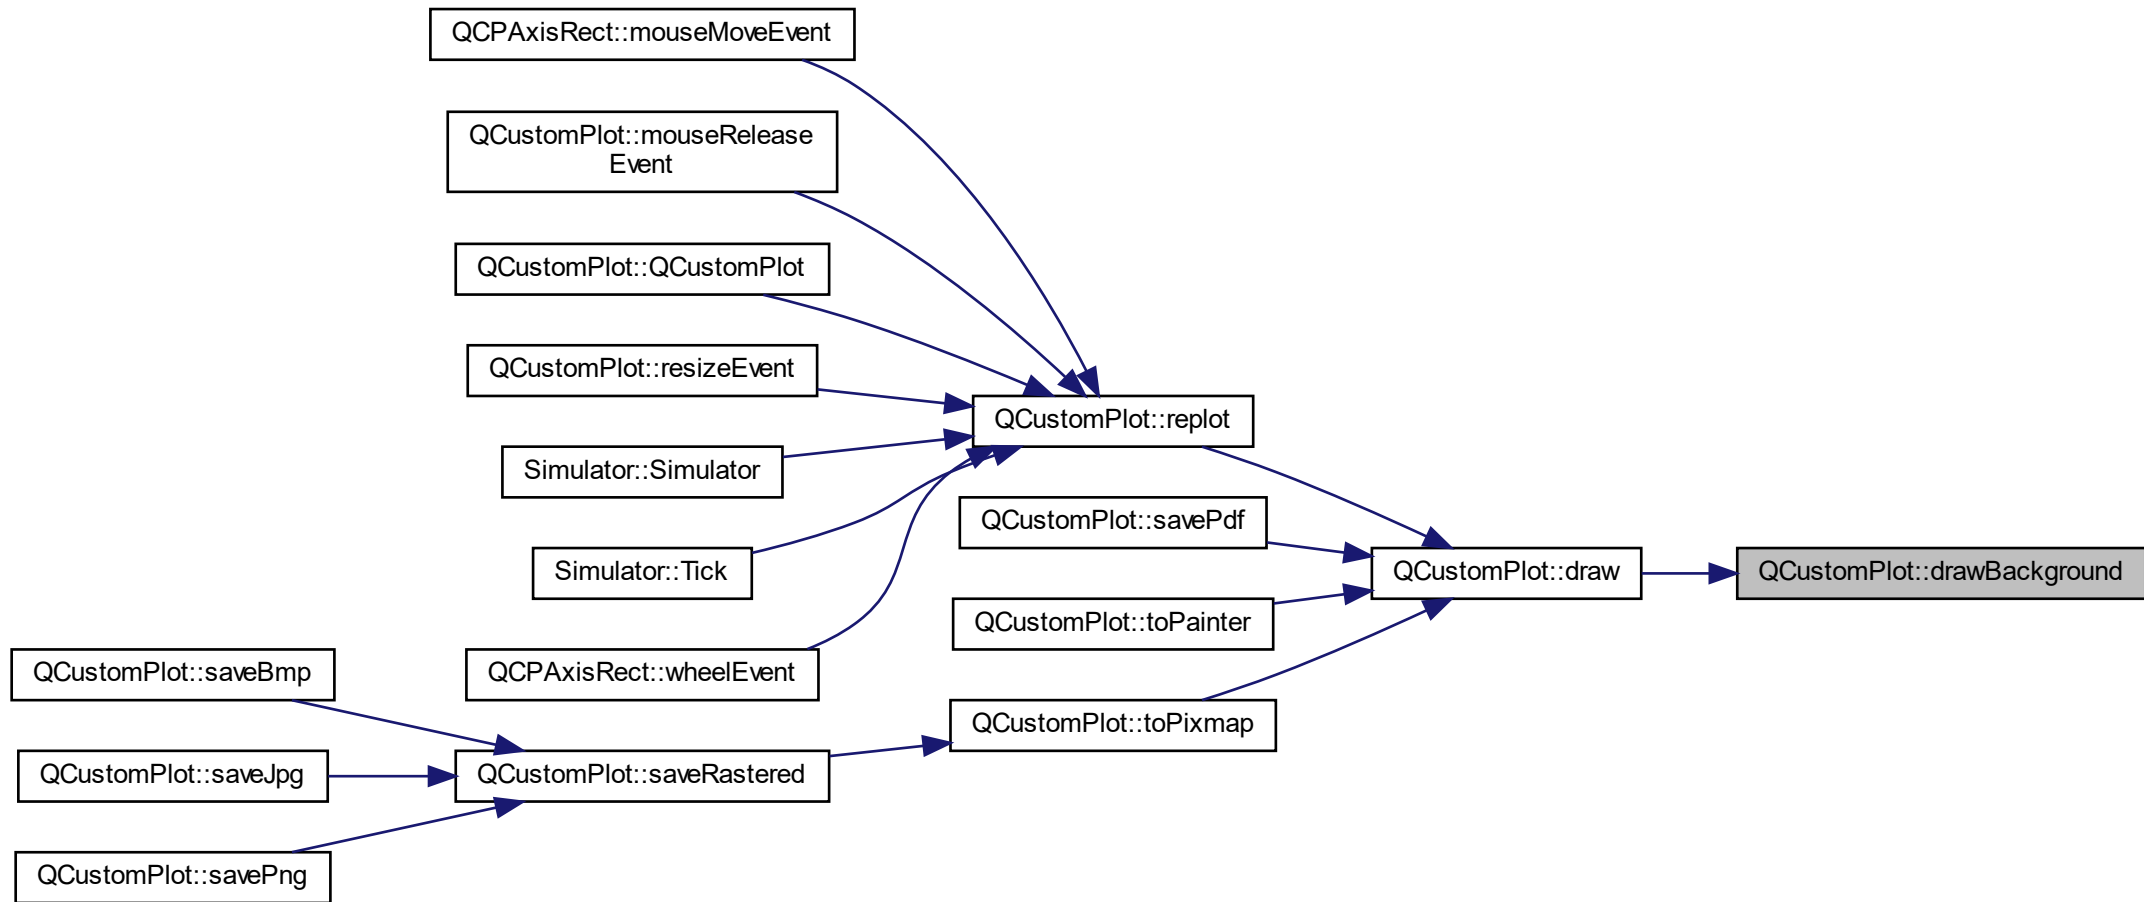 QCPAxisRect::mouseMoveEvent
QCustomPlot::mouseRelease
Event
QCustomPlot::QCustomPlot
QCustomPlot::resizeEvent
QCustomPlot::replot
Simulator::Simulator
QCustomPlot::savePdf
Simulator::Tick
QCustomPlot::draw
QCustomPlot::drawBackground
QCustomPlot::toPainter
QCustomPlot::saveBmp
QCPAxisRect::wheelEvent
QCustomPlot::toPixmap
QCustomPlot::saveJpg
QCustomPlot::saveRastered
QCustomPlot::savePng